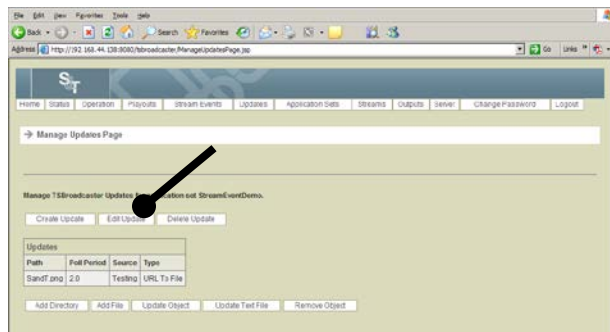 File Edit View Favorites Tools Help
Back Search Favorites
Address http://192.168.44.138:8080/tsbroadcaster/ManageUpdatesPage.jsp Go Links
S&T
Home Status Operation Playouts Stream Events Updates Application Sets Streams Outputs Server Change Password Logout
Manage Updates Page
Manage TSBroadcaster Updates set StreamEventDemo.
Create Update Edit Update Delete Update
Updates
Path Poll Period Source Type
SandT.png 2.0 Testing URL To File
Add Directory Add File Update Object Update Text File Remove Object